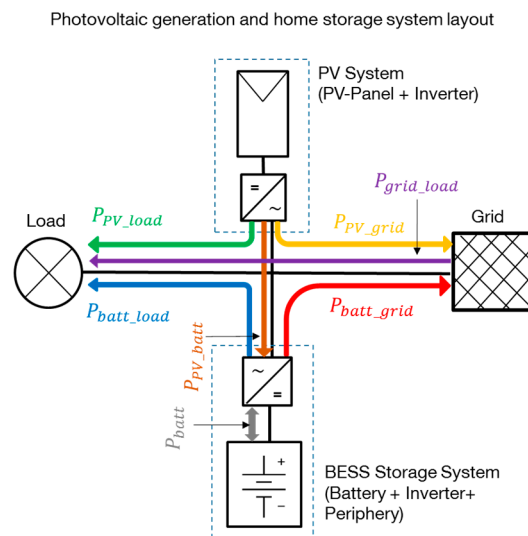 Photovoltaic generation and home storage system layout
PV System
(PV-Panel + Inverter)
=
~
P_grid_load
Load
P_PV_load
P_PV_grid
Grid
P_batt_load
P_batt_grid
P_PV_batt
~
=
P_batt
+
−
BESS Storage System
(Battery + Inverter+
Periphery)